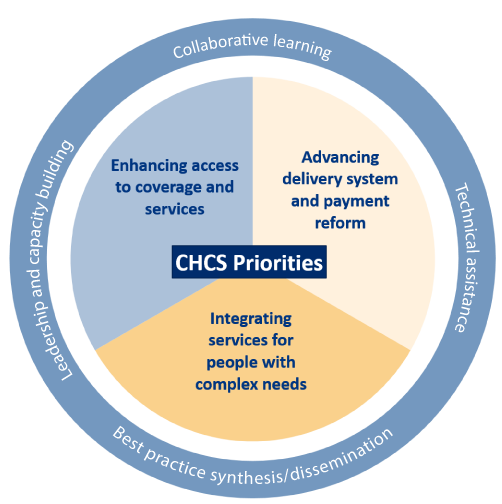 Collaborative learning
Enhancing access
to coverage and
services
Advancing
delivery system
and payment
reform
CHCS Priorities
Integrating
services for
people with
complex needs
Leadership and capacity building
Technical assistance
Best practice synthesis/dissemination